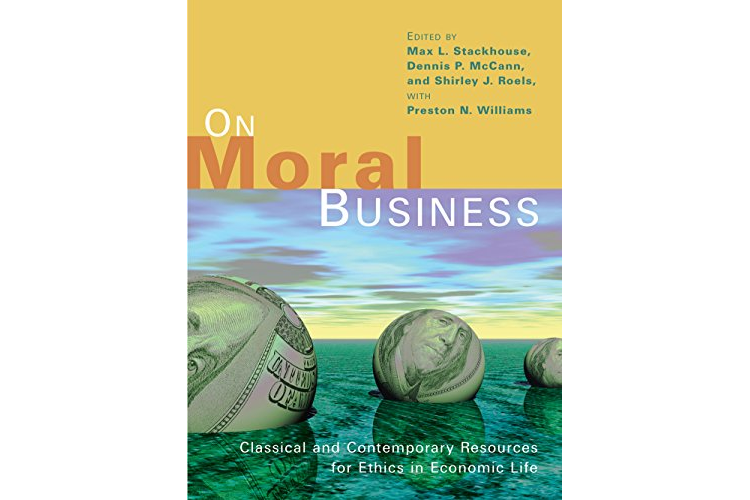 EDITED BY
Max L. Stackhouse,
Dennis P. McCann,
and Shirley J. Roels,
WITH
Preston N. Williams
ON
Moral
BUSINESS
Classical and Contemporary Resources
for Ethics in Economic Life